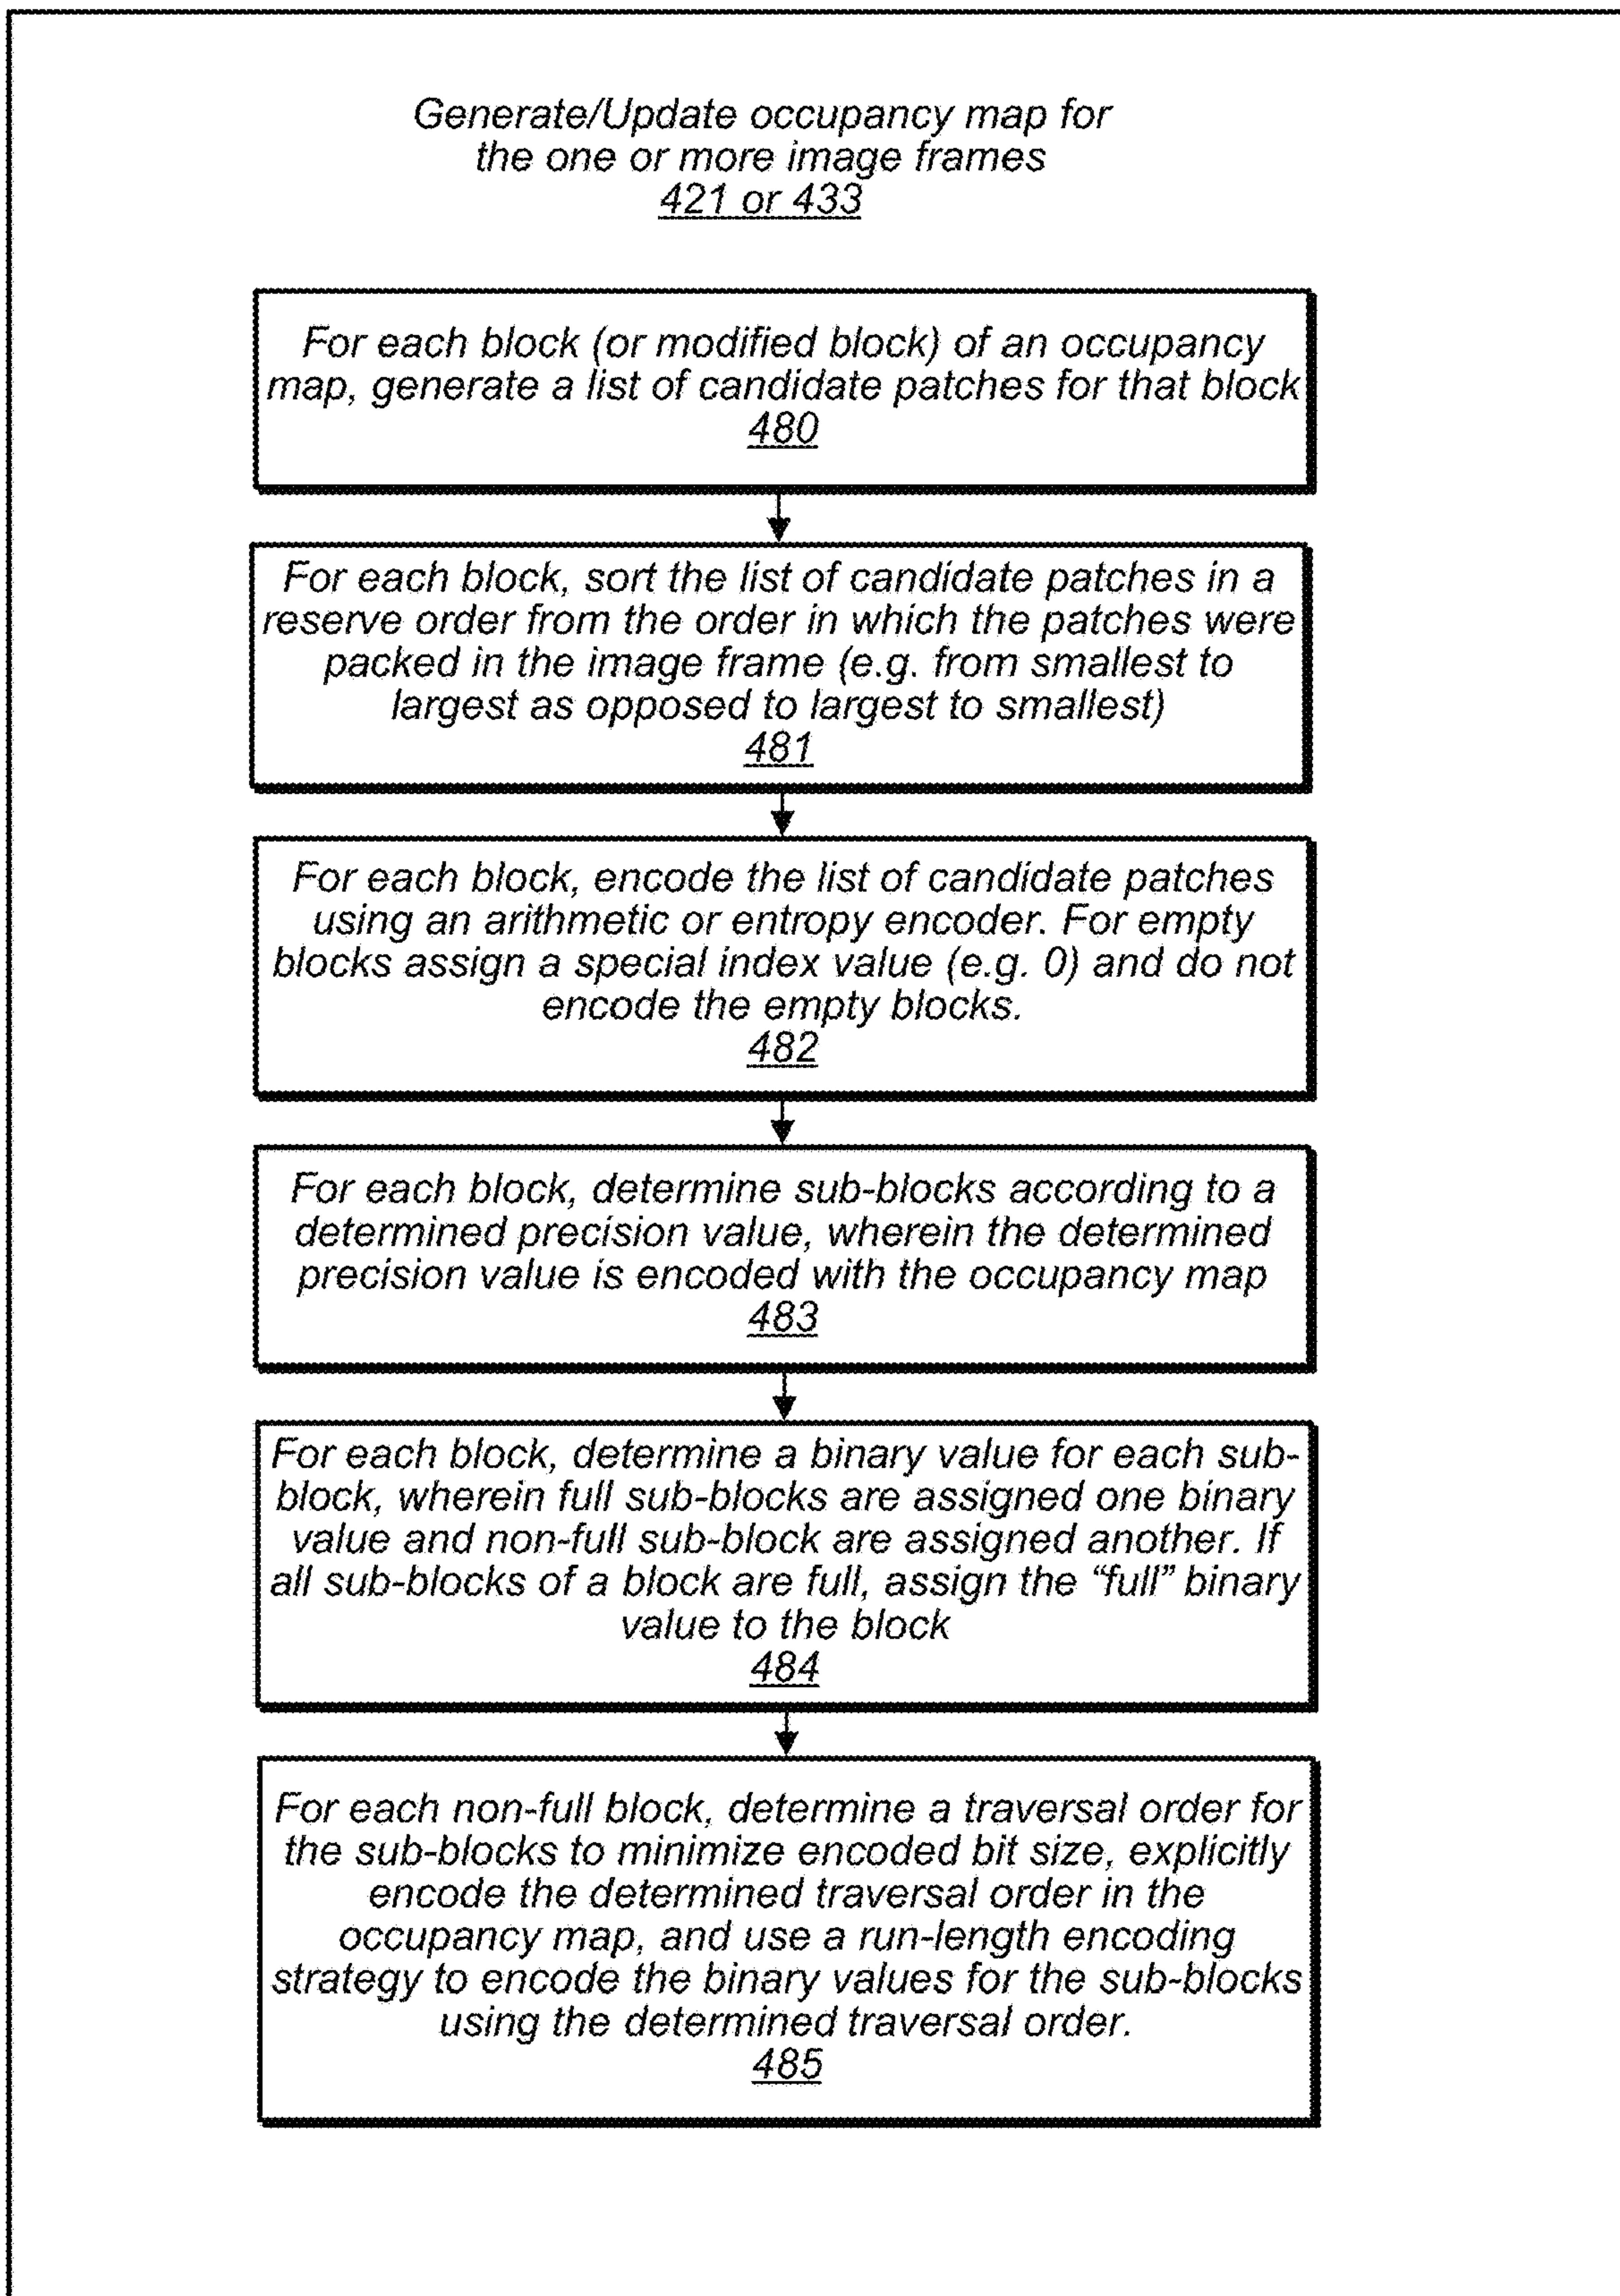 Generate/Update occupancy map for
the one or more image frames
421 or 433
For each block (or modified block) of an occupancy
map, generate a list of candidate patches for that block
480
For each block, sort the list of candidate patches in a
reserve order from the order in which the patches were
packed in the image frame (e.g. from smallest to
largest as opposed to largest to smallest)
481
For each block, encode the list of candidate patches
using an arithmetic or entropy encoder. For empty
blocks assign a special index value (e.g. 0) and do not
encode the empty blocks.
482
For each block, determine sub-blocks according to a
determined precision value, wherein the determined
precision value is encoded with the occupancy map
483
For each block, determine a binary value for each sub-
block, wherein full sub-blocks are assigned one binary
value and non-full sub-block are assigned another. If
all sub-blocks of a block are full, assign the “full” binary
value to the block
484
For each non-full block, determine a traversal order for
the sub-blocks to minimize encoded bit size, explicitly
encode the determined traversal order in the
occupancy map, and use a run-length encoding
strategy to encode the binary values for the sub-blocks
using the determined traversal order.
485